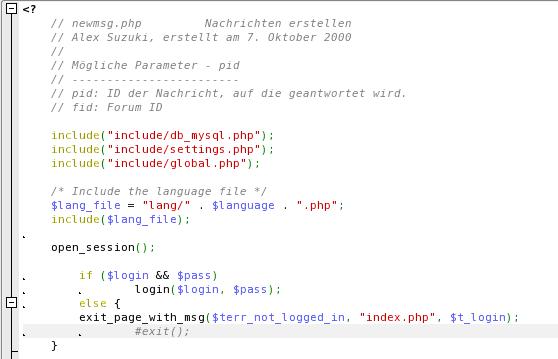 <?
// newmsg.php Nachrichten erstellen
// Alex Suzuki, erstellt am 7. Oktober 2000
//
// Mögliche Parameter - pid
// ------------------------
// pid: ID der Nachricht, auf die geantwortet wird.
// fid: Forum ID
include("include/db_mysql.php");
include("include/settings.php");
include("include/global.php");
/* Include the language file */
$lang_file = "lang/" . $language . ".php";
include($lang_file);
open_session();
if ($login && $pass)
login($login, $pass);
else {
exit_page_with_msg($terr_not_logged_in, "index.php", $t_login);
#exit();
}